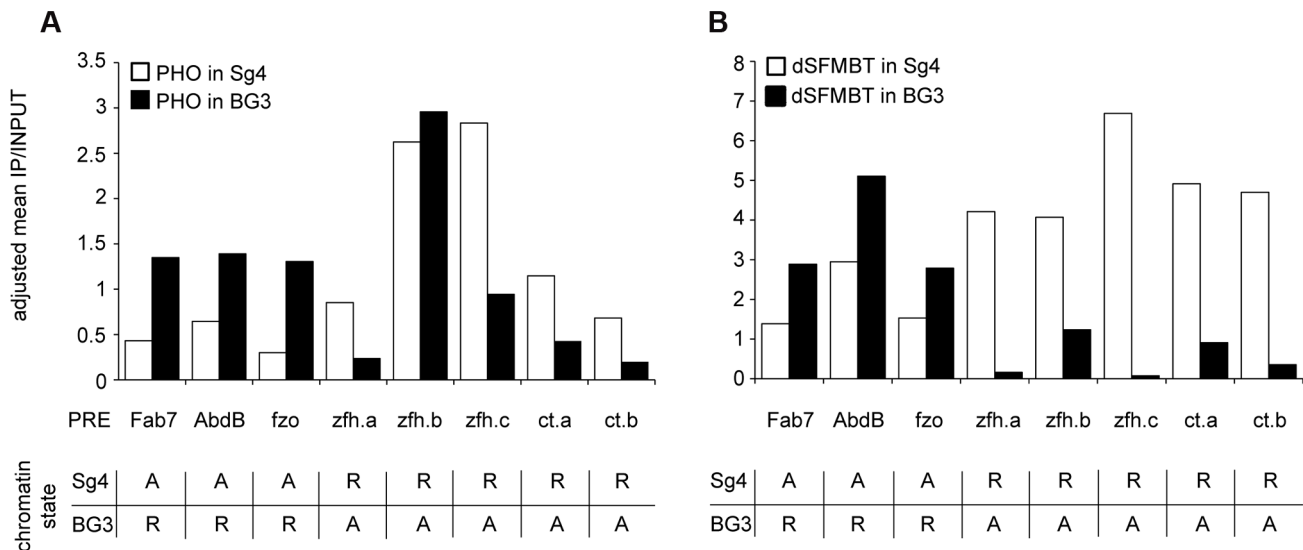 A
adjusted mean IP/INPUT
3.5
3
2.5
2
1.5
1
0.5
0
PHO in Sg4
PHO in BG3
PRE Fab7 AbdB fzo zfh.a zfh.b zfh.c ct.a ct.b
chromatin state
Sg4 A A A R R R R R
BG3 R R R A A A A A
B
8
7
6
5
4
3
2
1
0
dSFMBT in Sg4
dSFMBT in BG3
Fab7 AbdB fzo zfh.a zfh.b zfh.c ct.a ct.b
Sg4 A A A R R R R R
BG3 R R R A A A A A